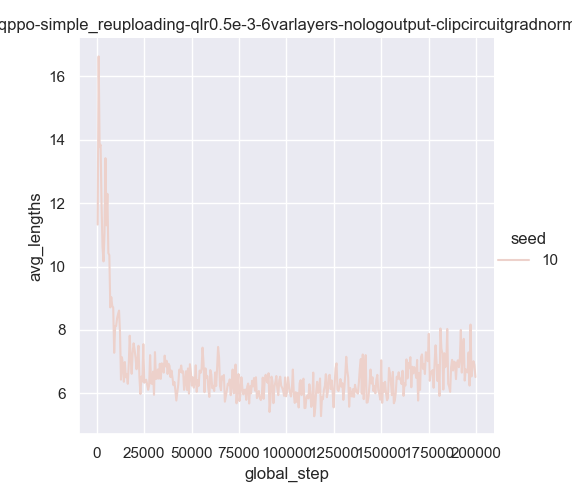 qppo-simple_reuploading-qlr0.5e-3-6varlayers-nologoutput-clipcircuitgradnorm
16
14
12
10
8
6
avg_lengths
seed
10
0 25000 50000 75000 100000 125000 150000 175000 200000
global_step